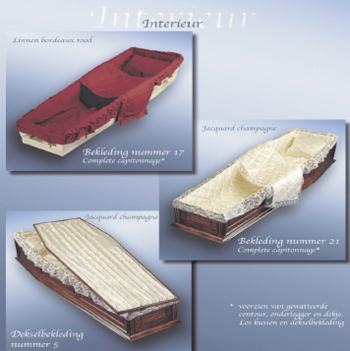 Interieur
Interieur
Linnen bordeaux rood
Bekleding nummer 17
Complete capitonnage*
Jacquard champagne
Bekleding nummer 21
Complete capitonnage*
Jacquard champagne
Dekselbekleding
nummer 5
* voorzien van gewatteerde
contour, onderlegger en dekje.
Los kussen en dekselbekleding